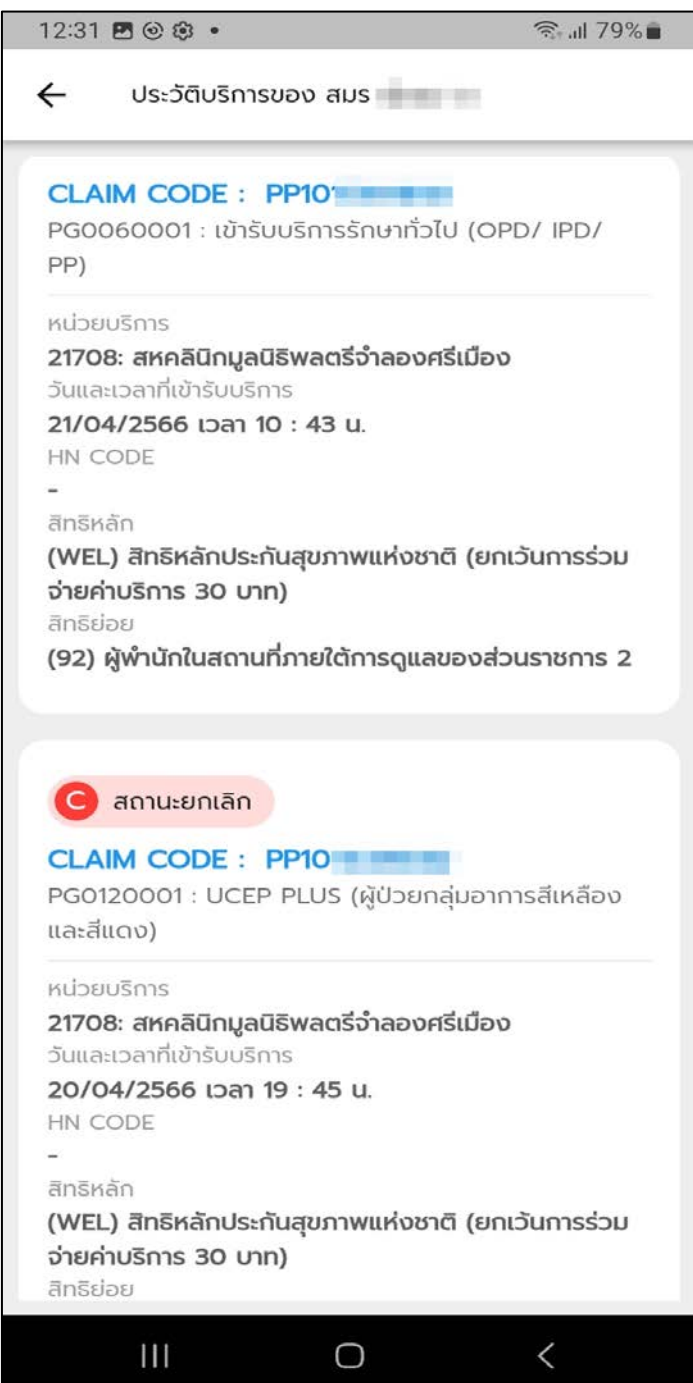 12:31 79%
ประวัติบริการของ สมร
CLAIM CODE : PP10
PG0060001 : เข้ารับบริการรักษาทั่วไป (OPD/ IPD/
PP)
หน่วยบริการ
21708: สหคลินิกมูลนิธิพลตรีจำลองศรีเมือง
วันและเวลาที่เข้ารับบริการ
21/04/2566 เวลา 10 : 43 น.
HN CODE
-
สิทธิหลัก
(WEL) สิทธิหลักประกันสุขภาพแห่งชาติ (ยกเว้นการร่วม
จ่ายค่าบริการ 30 บาท)
สิทธิย่อย
(92) ผู้พำนักในสถานที่ภายใต้การดูแลของส่วนราชการ 2
C สถานะยกเลิก
CLAIM CODE : PP10
PG0120001 : UCEP PLUS (ผู้ป่วยกลุ่มอาการสีเหลือง
และสีแดง)
หน่วยบริการ
21708: สหคลินิกมูลนิธิพลตรีจำลองศรีเมือง
วันและเวลาที่เข้ารับบริการ
20/04/2566 เวลา 19 : 45 น.
HN CODE
-
สิทธิหลัก
(WEL) สิทธิหลักประกันสุขภาพแห่งชาติ (ยกเว้นการร่วม
จ่ายค่าบริการ 30 บาท)
สิทธิย่อย